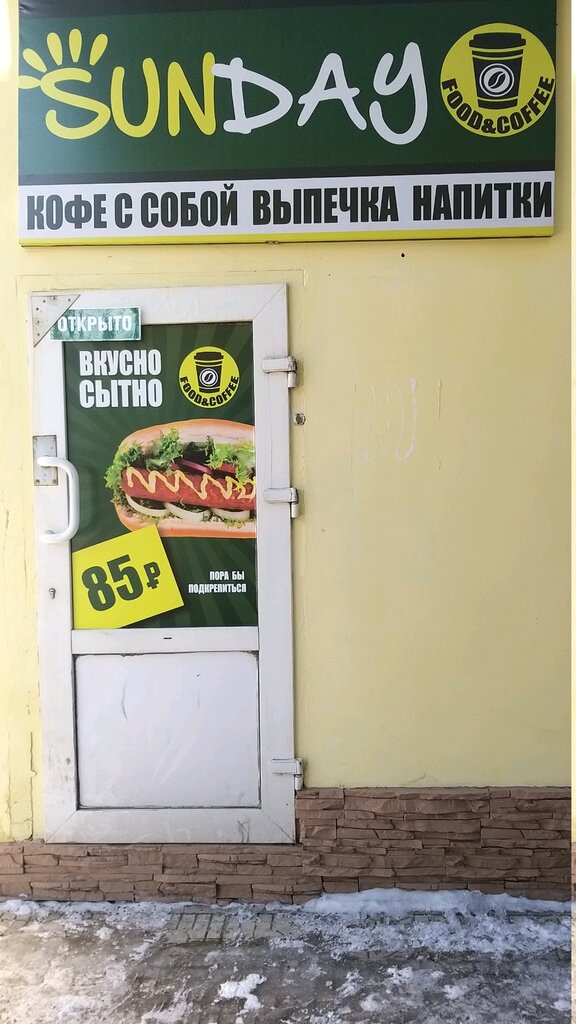 SUNDAY
FOOD&COFFEE
КОФЕ С СОБОЙ ВЫПЕЧКА НАПИТКИ
ОТКРЫТО
ВКУСНО
СЫТНО
FOOD&COFFEE
85₽
ПОРА БЫ
ПОДКРЕПИТЬСЯ